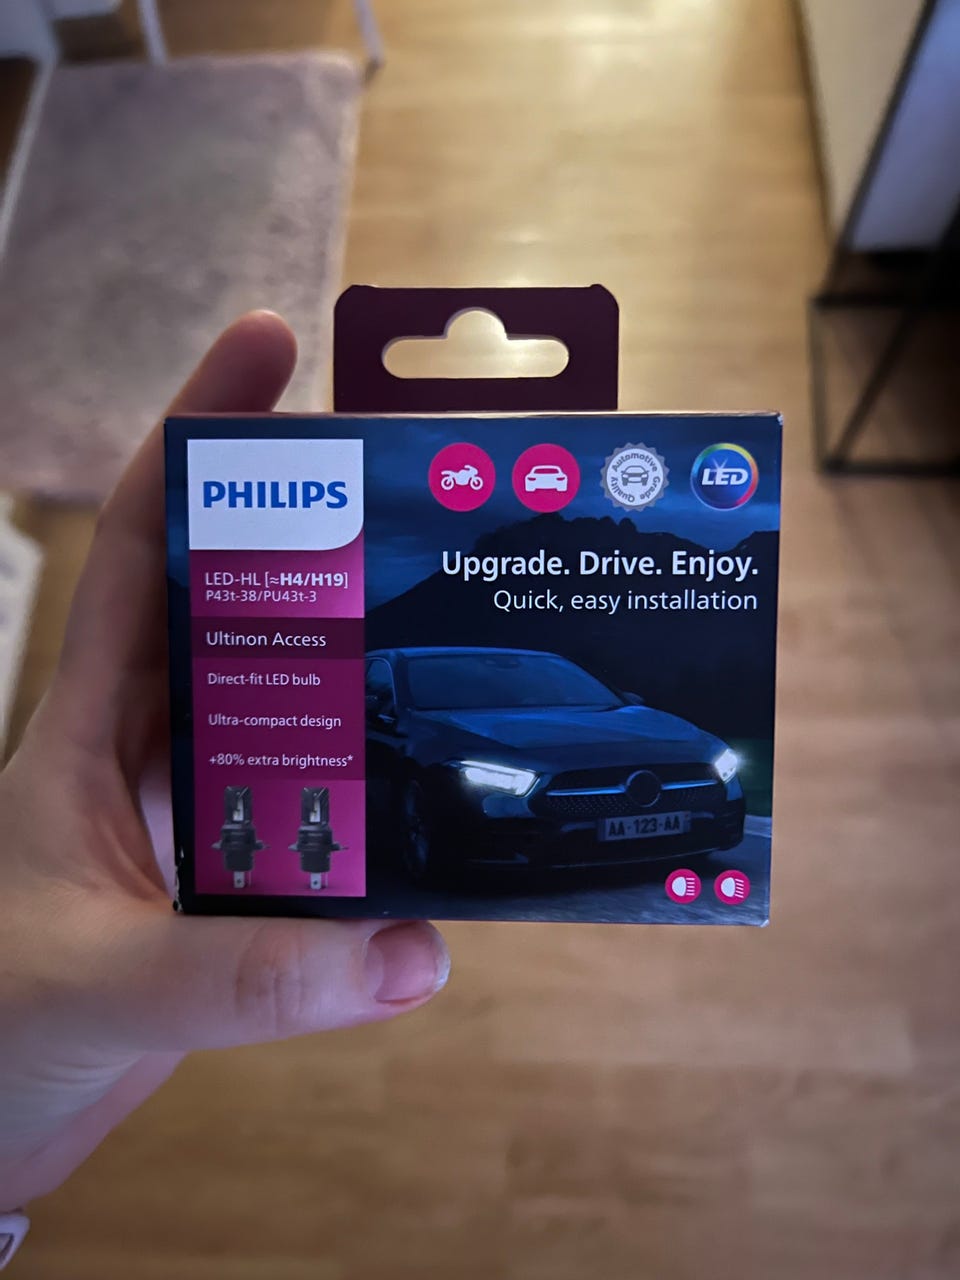 PHILIPS
LED-HL [≈H4/H19]
P43t-38/PU43t-3
Ultinon Access
Direct-fit LED bulb
Ultra-compact design
+80% extra brightness*
Automotive
Grade Quality
LED
Upgrade. Drive. Enjoy.
Quick, easy installation
AA-123-AA